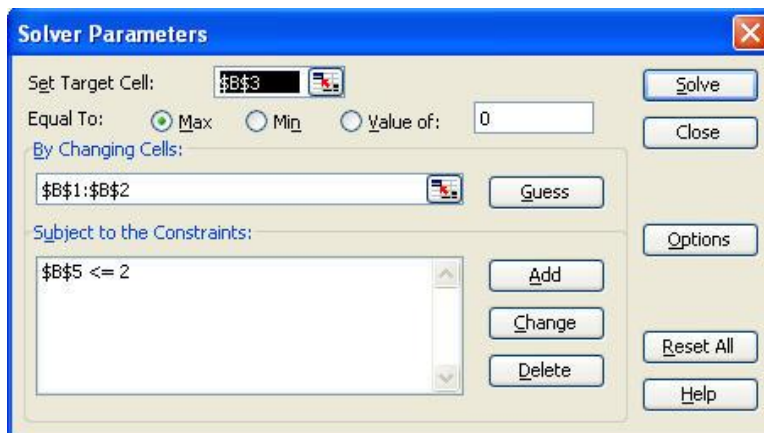 Solver Parameters
Set Target Cell: $B$3
Solve
Equal To: Max Min Value of: 0
Close
By Changing Cells:
$B$1:$B$2
Guess
Subject to the Constraints:
Options
$B$5 <= 2
Add
Change
Reset All
Delete
Help